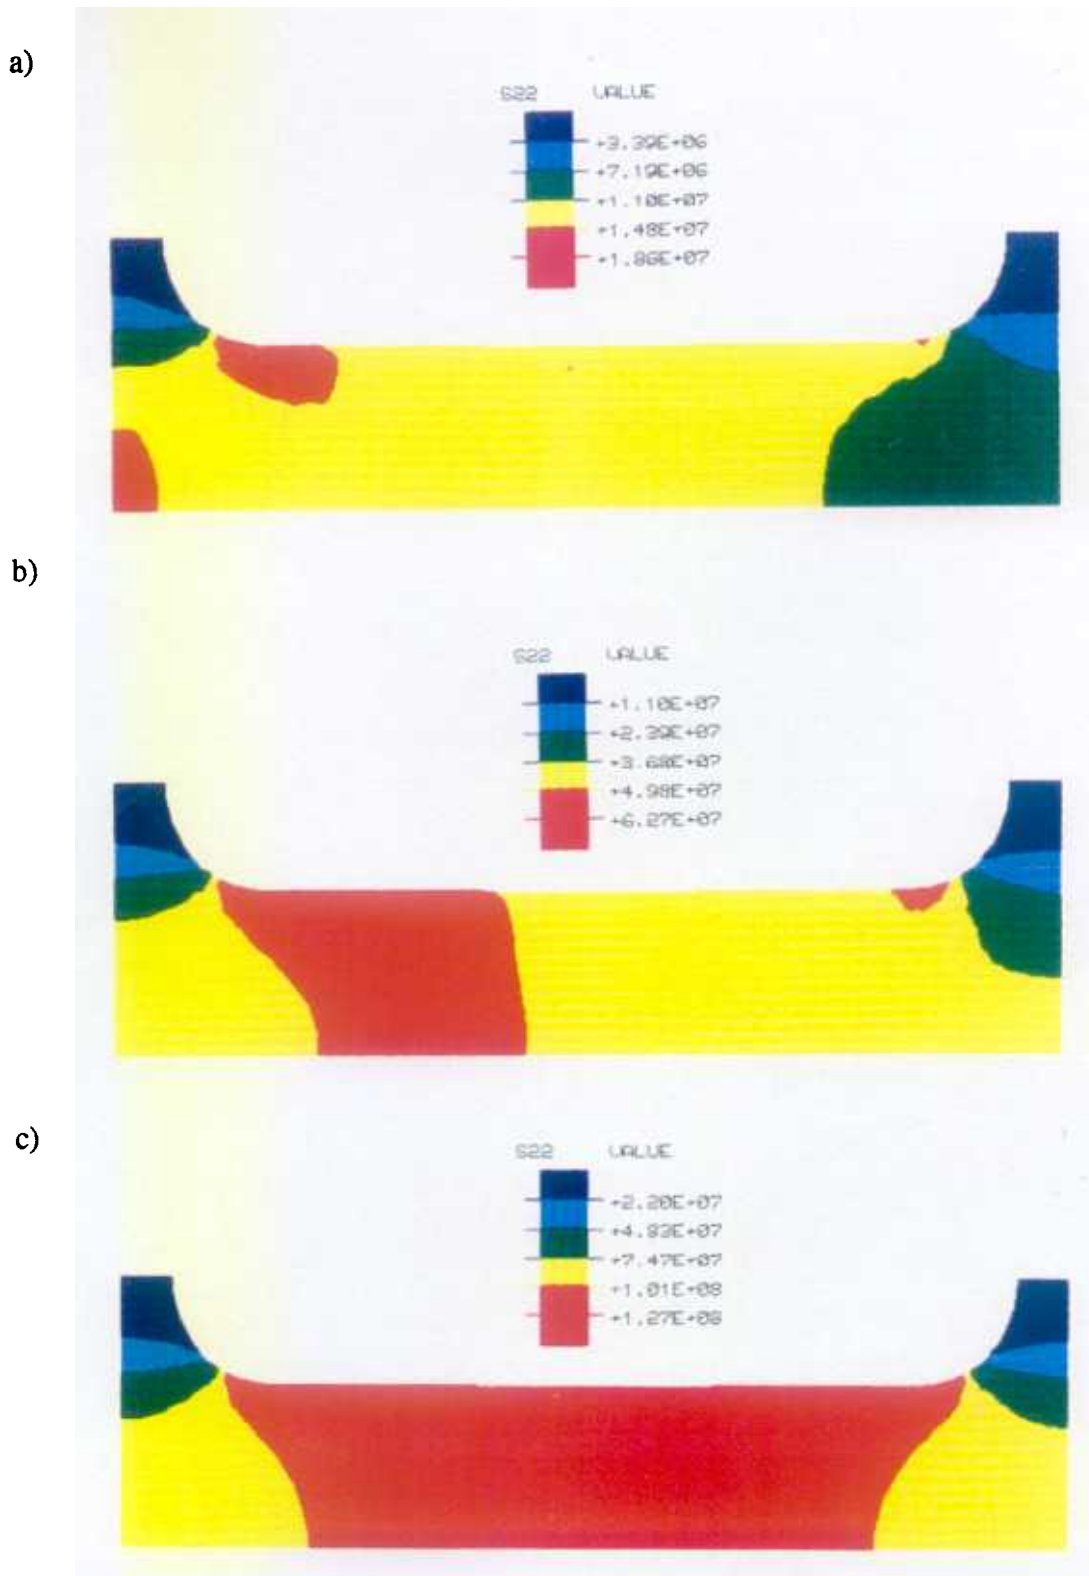 a)
S22 VALUE
+3.39E+06
+7.19E+06
+1.10E+07
+1.48E+07
+1.86E+07
b)
S22 VALUE
+1.10E+07
+2.39E+07
+3.68E+07
+4.98E+07
+6.27E+07
c)
S22 VALUE
+2.20E+07
+4.83E+07
+7.47E+07
+1.01E+08
+1.27E+08